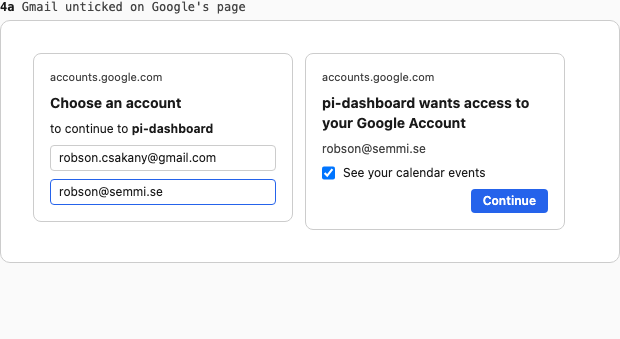 4a Gmail unticked on Google's page
accounts.google.com
Choose an account
to continue to pi-dashboard
robson.csakany@gmail.com
robson@semmi.se
accounts.google.com
pi-dashboard wants access to
your Google Account
robson@semmi.se
See your calendar events
Continue